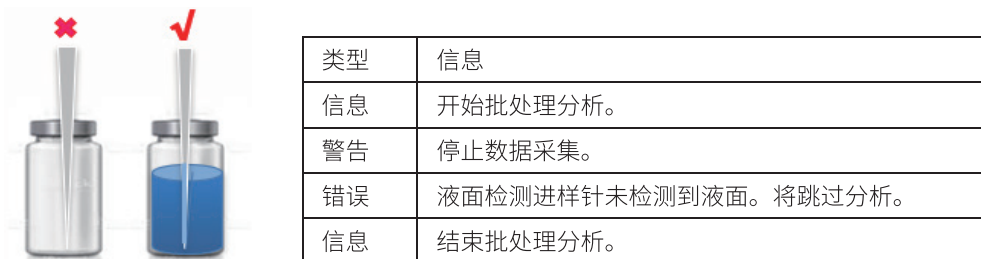 类型 信息
信息 开始批处理分析。
警告 停止数据采集。
错误 液面检测进样针未检测到液面。将跳过分析。
信息 结束批处理分析。